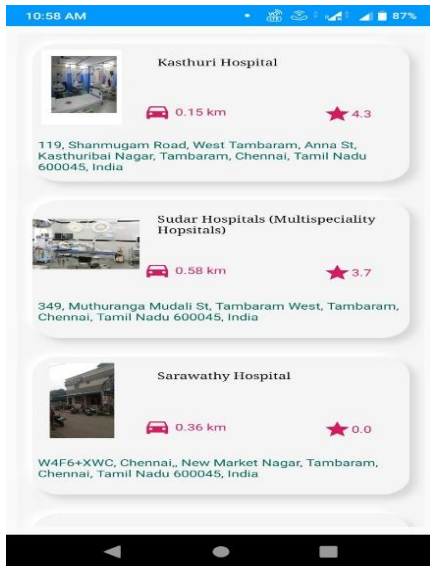 10:58 AM
87%
Kasthuri Hospital
0.15 km
4.3
119, Shanmugam Road, West Tambaram, Anna St,
Kasthuribai Nagar, Tambaram, Chennai, Tamil Nadu
600045, India
Sudar Hospitals (Multispeciality
Hopsitals)
0.58 km
3.7
349, Muthuranga Mudali St, Tambaram West, Tambaram,
Chennai, Tamil Nadu 600045, India
Sarawathy Hospital
0.36 km
0.0
W4F6+XWC, Chennai,, New Market Nagar, Tambaram,
Chennai, Tamil Nadu 600045, India